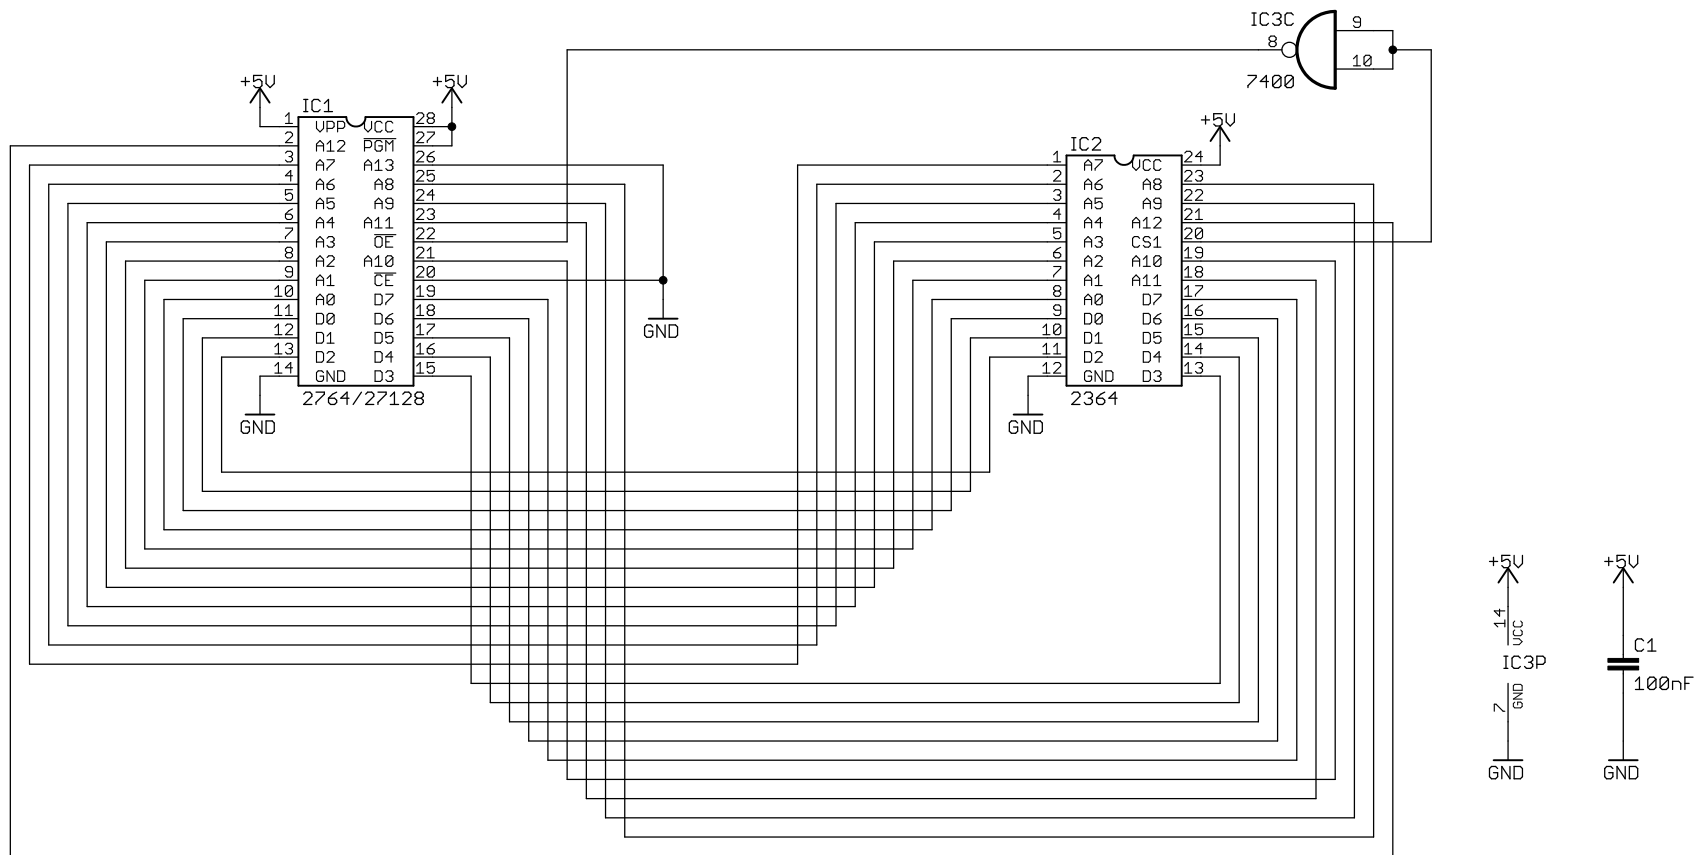 IC3C
9
8
10
7400
+5V
+5V
IC1
1 VPP VCC 28
2 A12 PGM 27
3 A7 A13 26
4 A6 A8 25
5 A5 A9 24
6 A4 A11 23
7 A3 OE 22
8 A2 A10 21
9 A1 CE 20
10 A0 D7 19
11 D0 D6 18
12 D1 D5 17
13 D2 D4 16
14 GND D3 15
2764/27128
GND
GND
+5V
IC2
1 A7 VCC 24
2 A6 A8 23
3 A5 A9 22
4 A4 A12 21
5 A3 CS1 20
6 A2 A10 19
7 A1 A11 18
8 A0 D7 17
9 D0 D6 16
10 D1 D5 15
11 D2 D4 14
12 GND D3 13
2364
GND
+5V
14
VCC
IC3P
7
GND
GND
+5V
C1
100nF
GND